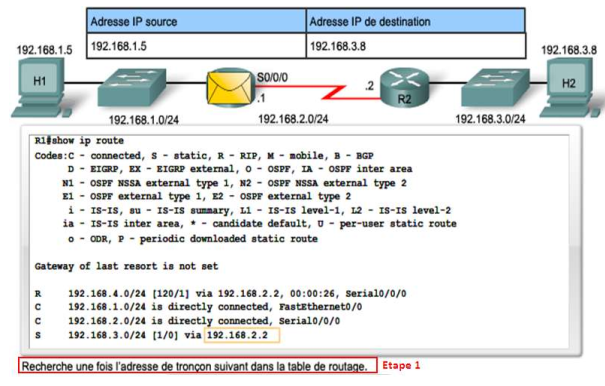 Adresse IP source
Adresse IP de destination
192.168.1.5
192.168.3.8
192.168.1.5
192.168.3.8
H1
S0/0/0
.1
.2
R2
H2
192.168.1.0/24
192.168.2.0/24
192.168.3.0/24
R1#show ip route
Codes:C - connected, S - static, R - RIP, M - mobile, B - BGP
D - EIGRP, EX - EIGRP external, O - OSPF, IA - OSPF inter area
N1 - OSPF NSSA external type 1, N2 - OSPF NSSA external type 2
E1 - OSPF external type 1, E2 - OSPF external type 2
i - IS-IS, su - IS-IS summary, L1 - IS-IS level-1, L2 - IS-IS level-2
ia - IS-IS inter area, * - candidate default, U - per-user static route
o - ODR, P - periodic downloaded static route
Gateway of last resort is not set
R 192.168.4.0/24 [120/1] via 192.168.2.2, 00:00:26, Serial0/0/0
C 192.168.1.0/24 is directly connected, FastEthernet0/0
C 192.168.2.0/24 is directly connected, Serial0/0/0
S 192.168.3.0/24 [1/0] via 192.168.2.2
Recherche une fois l'adresse de tronçon suivant dans la table de routage. Etape 1